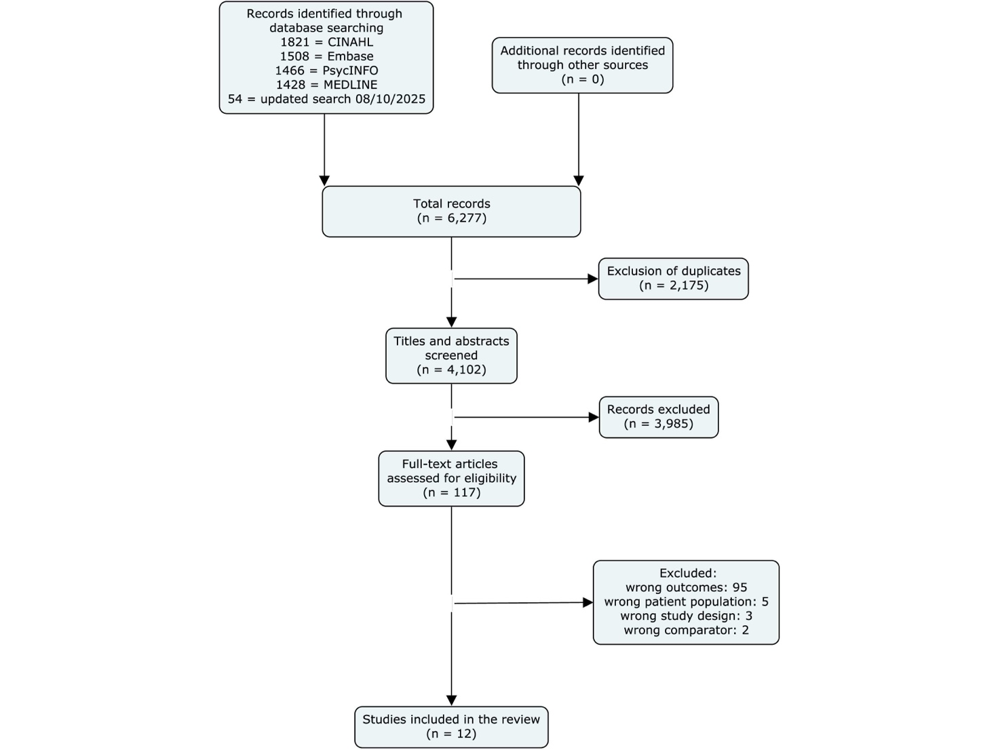 Records identified through
database searching
1821 = CINAHL
1508 = Embase
1466 = PsycINFO
1428 = MEDLINE
54 = updated search 08/10/2025
Additional records identified
through other sources
(n = 0)
Total records
(n = 6,277)
Exclusion of duplicates
(n = 2,175)
Titles and abstracts
screened
(n = 4,102)
Records excluded
(n = 3,985)
Full-text articles
assessed for eligibility
(n = 117)
Excluded:
wrong outcomes: 95
wrong patient population: 5
wrong study design: 3
wrong comparator: 2
Studies included in the review
(n = 12)